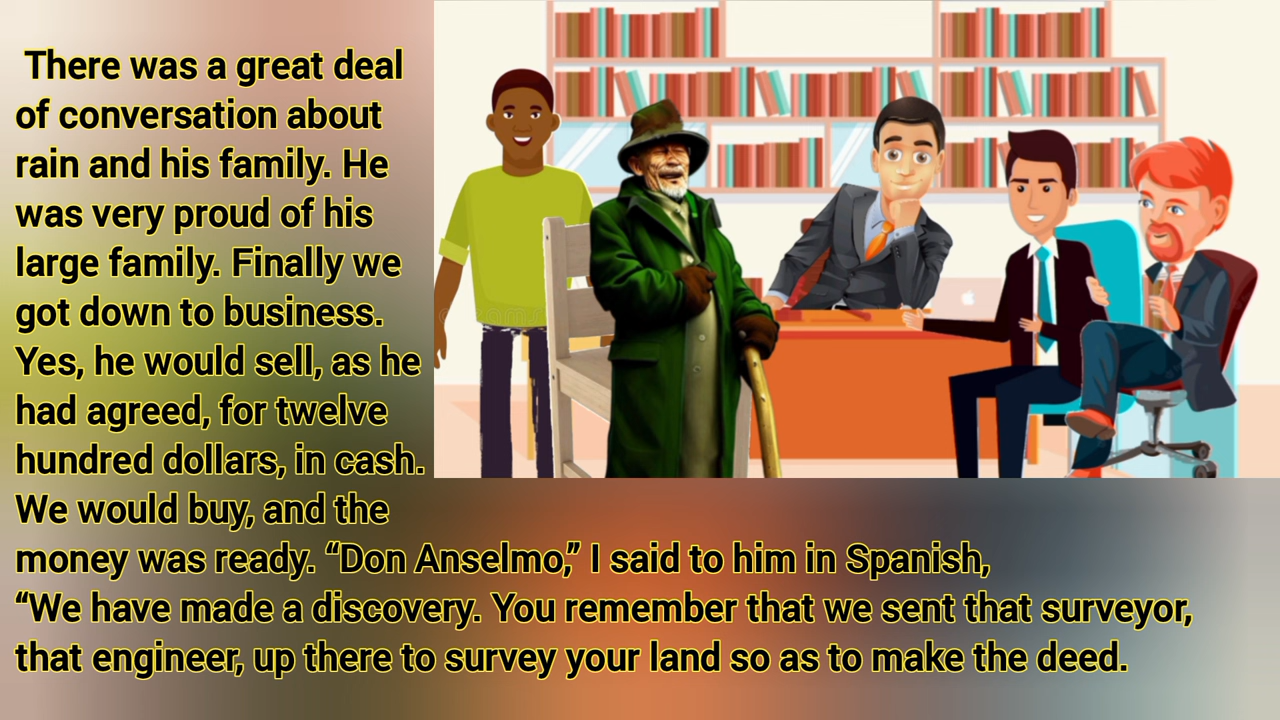 There was a great deal
of conversation about
rain and his family. He
was very proud of his
large family. Finally we
got down to business.
Yes, he would sell, as he
had agreed, for twelve
hundred dollars, in cash.
We would buy, and the
money was ready. “Don Anselmo,” I said to him in Spanish,
“We have made a discovery. You remember that we sent that surveyor,
that engineer, up there to survey your land so as to make the deed.